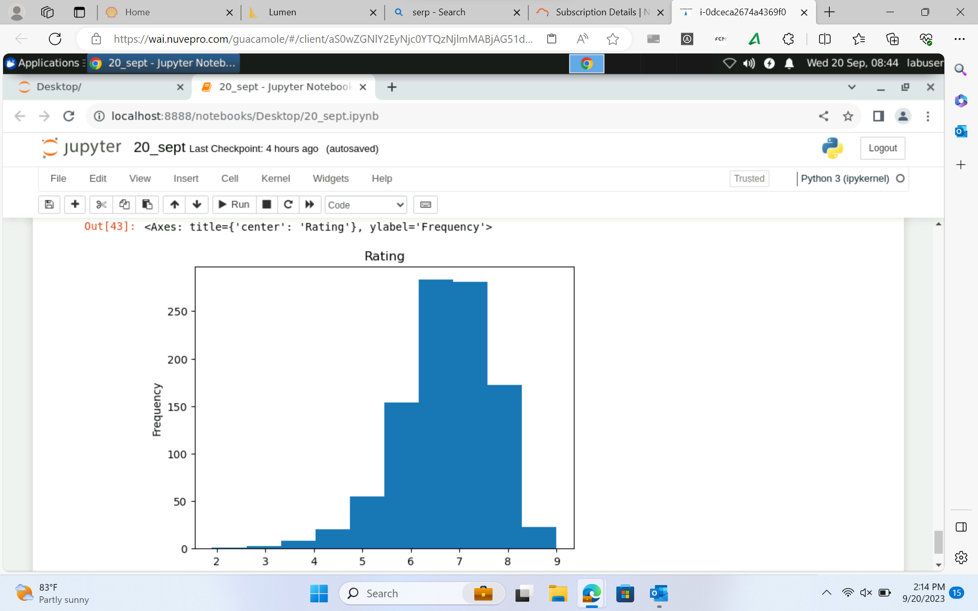 Home
Lumen
serp - Search
Subscription Details | N
i-0dceca2674a4369f0
https://wai.nuvepro.com/guacamole/#/client/aS0wZGNlY2EyNjc0YTQzNjlmMABjAG51d...
Applications
20_sept - Jupyter Noteb...
Wed 20 Sep, 08:44 labuser
Desktop/
20_sept - Jupyter Notebook
localhost:8888/notebooks/Desktop/20_sept.ipynb
jupyter 20_sept Last Checkpoint: 4 hours ago (autosaved)
Logout
File Edit View Insert Cell Kernel Widgets Help
Trusted
Python 3 (ipykernel)
Run
Code
Out[43]: <Axes: title={'center': 'Rating'}, ylabel='Frequency'>
Rating
250
200
150
100
50
0
Frequency
2 3 4 5 6 7 8 9
83°F
Partly sunny
Search
2:14 PM
9/20/2023
15